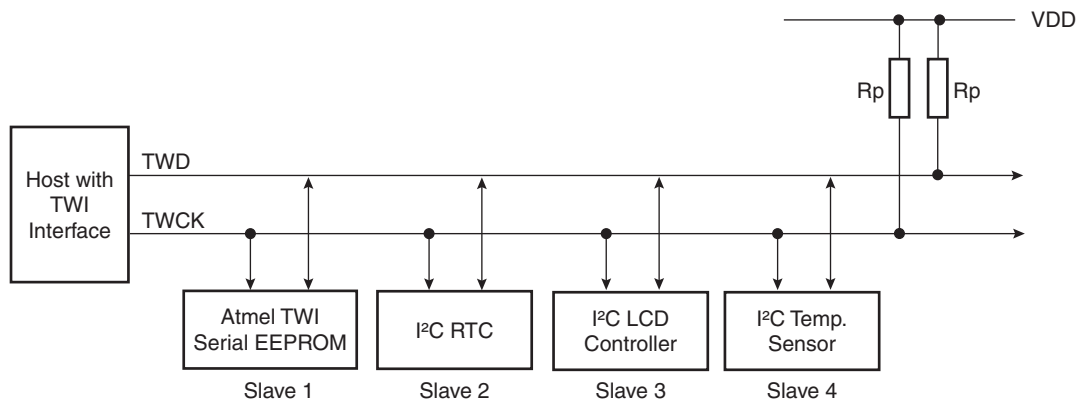 VDD
Rp
Rp
Host with
TWI
Interface
TWD
TWCK
Atmel TWI
Serial EEPROM
I²C RTC
I²C LCD
Controller
I²C Temp.
Sensor
Slave 1
Slave 2
Slave 3
Slave 4